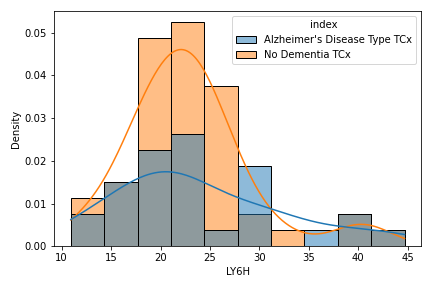 index
Alzheimer's Disease Type TCx
No Dementia TCx
0.05
0.04
0.03
0.02
0.01
0.00
Density
10 15 20 25 30 35 40 45
LY6H